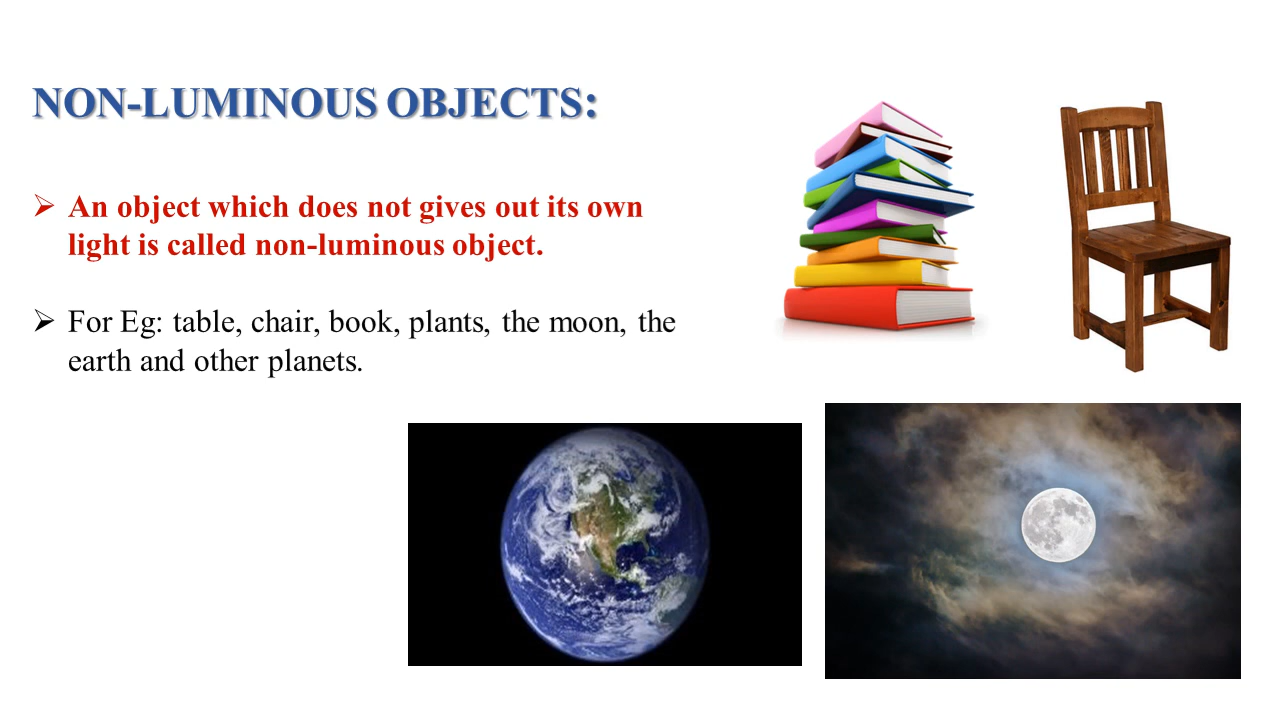 NON-LUMINOUS OBJECTS:
➢ An object which does not gives out its own
light is called non-luminous object.
➢ For Eg: table, chair, book, plants, the moon, the
earth and other planets.